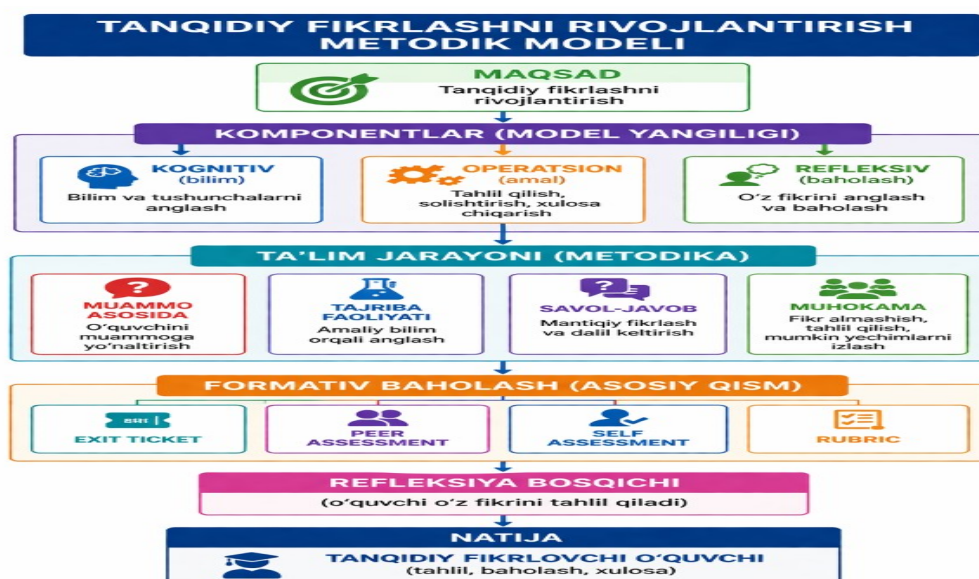 TANQIDIY FIKRLASHNI RIVOJLANTIRISH
METODIK MODELI
MAQSAD
Tanqidiy fikrlashni
rivojlantirish
KOMPONENTLAR (MODEL YANGILIGI)
KOGNITIV
(bilim)
Bilim va tushunchalarni
anglash
OPERATSION
(amal)
Tahlil qilish,
solishtirish, xulosa
chiqarish
REFLEKSIV
(baholash)
O‘z fikrini anglash
va baholash
TA’LIM JARAYONI (METODIKA)
?
MUAMMO
ASOSIDA
O‘quvchini
muammoga
yo‘naltirish
TAJRIBA
FAOLIYATI
Amaliy bilim
orqali anglash
?
SAVOL-JAVOB
Mantiqiy fikrlash
va dalil keltirish
MUHOKAMA
Fikr almashish,
tahlil qilish,
mumkin yechimlarni
izlash
FORMATIV BAHOLASH (ASOSIY QISM)
EXIT TICKET
PEER
ASSESSMENT
SELF
ASSESSMENT
RUBRIC
REFLEKSIYA BOSQICHI
(o‘quvchi o‘z fikrini tahlil qiladi)
NATIJA
TANQIDIY FIKRLOVCHI O‘QUVCHI
(tahlil, baholash, xulosa)